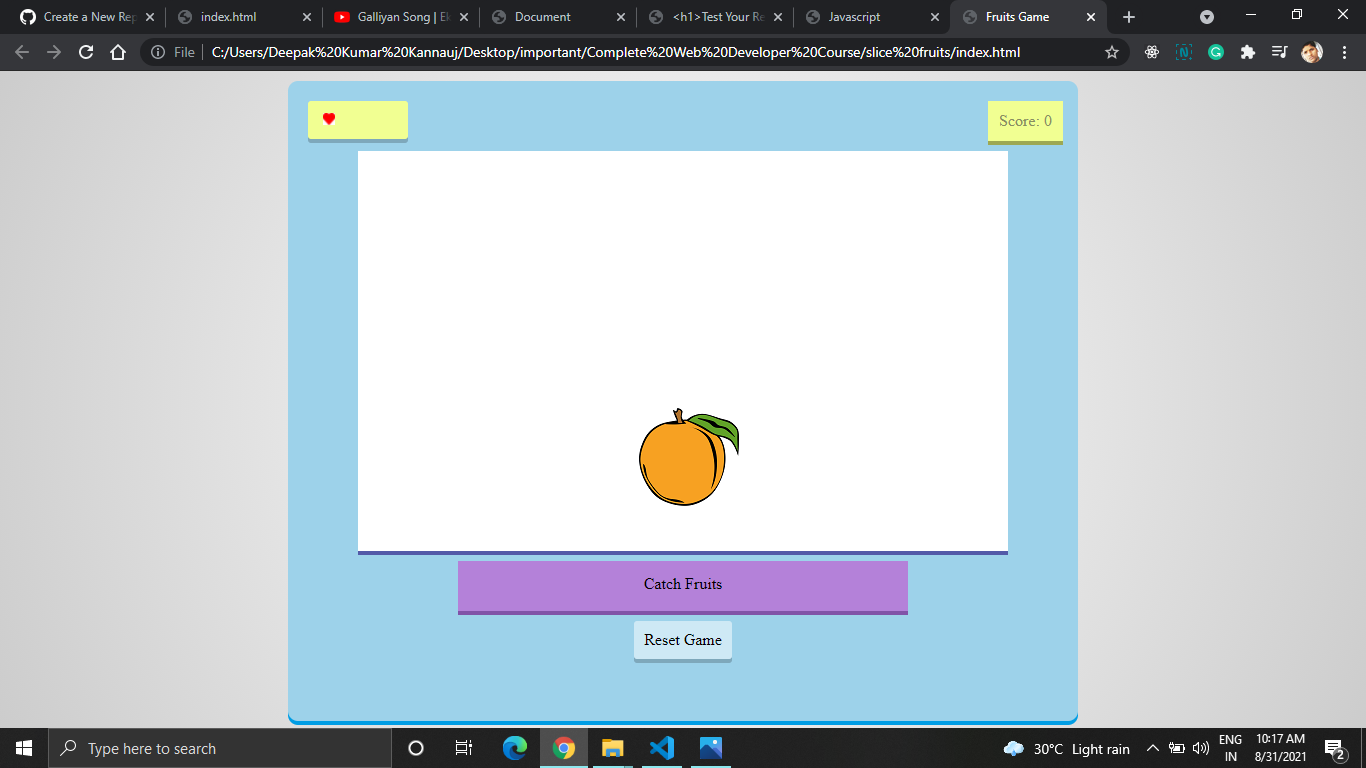 Create a New Rep
index.html
Galliyan Song | Ek
Document
<h1>Test Your Re
Javascript
Fruits Game
File
C:/Users/Deepak%20Kumar%20Kannauj/Desktop/important/Complete%20Web%20Developer%20Course/slice%20fruits/index.html
Score: 0
Catch Fruits
Reset Game
Type here to search
30°C Light rain
ENG
IN
10:17 AM
8/31/2021
2